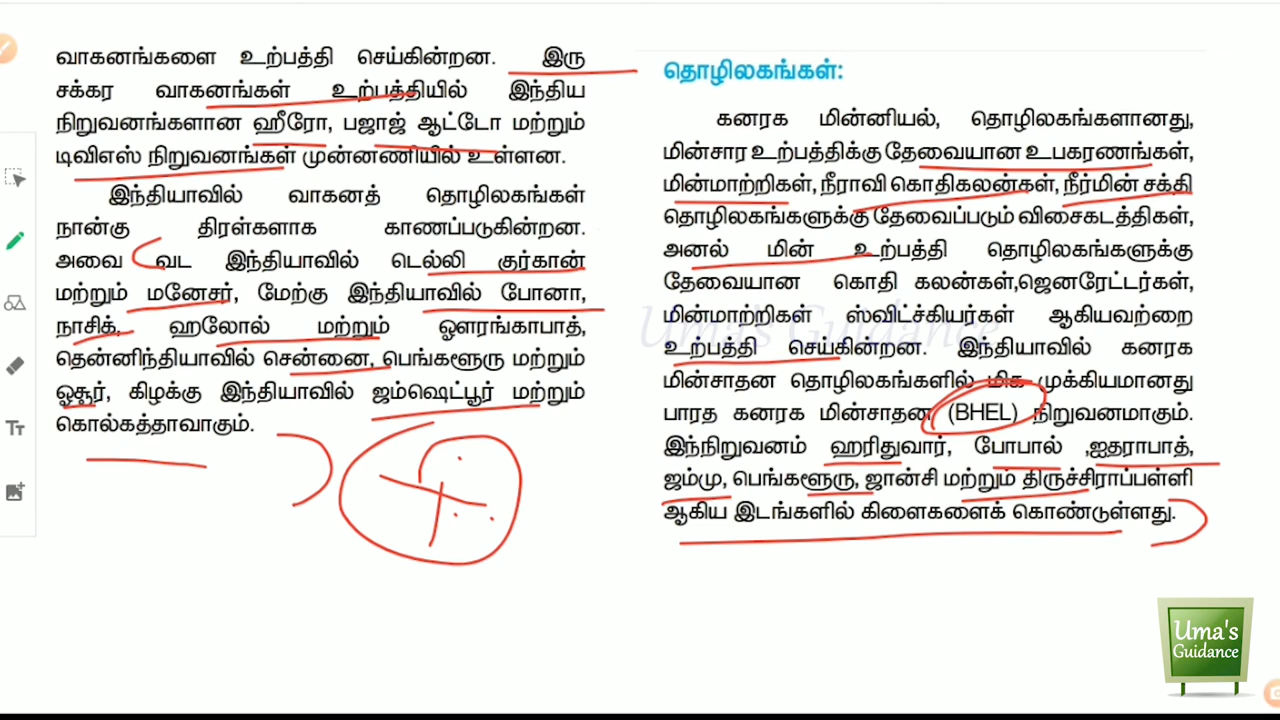 வாகனங்களை உற்பத்தி செய்கின்றன. இரு
சக்கர வாகனங்கள் உற்பத்தியில் இந்திய
நிறுவனங்களான ஹீரோ, பஜாஜ் ஆட்டோ மற்றும்
டிவிஎஸ் நிறுவனங்கள் முன்னணியில் உள்ளன.
இந்தியாவில் வாகனத் தொழிலகங்கள்
நான்கு திரள்களாக காணப்படுகின்றன.
அவை வட இந்தியாவில் டெல்லி குர்கான்
மற்றும் மனேசர், மேற்கு இந்தியாவில் போனா,
நாசிக், ஹலோல் மற்றும் ஔரங்காபாத்,
தென்னிந்தியாவில் சென்னை, பெங்களூரு மற்றும்
ஓசூர், கிழக்கு இந்தியாவில் ஜம்ஷெட்பூர் மற்றும்
கொல்கத்தாவாகும்.
தொழிலகங்கள்:
கனரக மின்னியல், தொழிலகங்களானது,
மின்சார உற்பத்திக்கு தேவையான உபகரணங்கள்,
மின்மாற்றிகள், நீராவி கொதிகலன்கள், நீர்மின் சக்தி
தொழிலகங்களுக்கு தேவைப்படும் விசைகடத்திகள்,
அனல் மின் உற்பத்தி தொழிலகங்களுக்கு
தேவையான கொதி கலன்கள்,ஜெனரேட்டர்கள்,
மின்மாற்றிகள் ஸ்விட்ச்கியர்கள் ஆகியவற்றை
உற்பத்தி செய்கின்றன. இந்தியாவில் கனரக
மின்சாதன தொழிலகங்களில் மிக முக்கியமானது
பாரத கனரக மின்சாதன (BHEL) நிறுவனமாகும்.
இந்நிறுவனம் ஹரிதுவார், போபால் ,ஐதராபாத்,
ஜம்மு, பெங்களூரு, ஜான்சி மற்றும் திருச்சிராப்பள்ளி
ஆகிய இடங்களில் கிளைகளைக் கொண்டுள்ளது.
Uma's Guidance
Uma's
Guidance